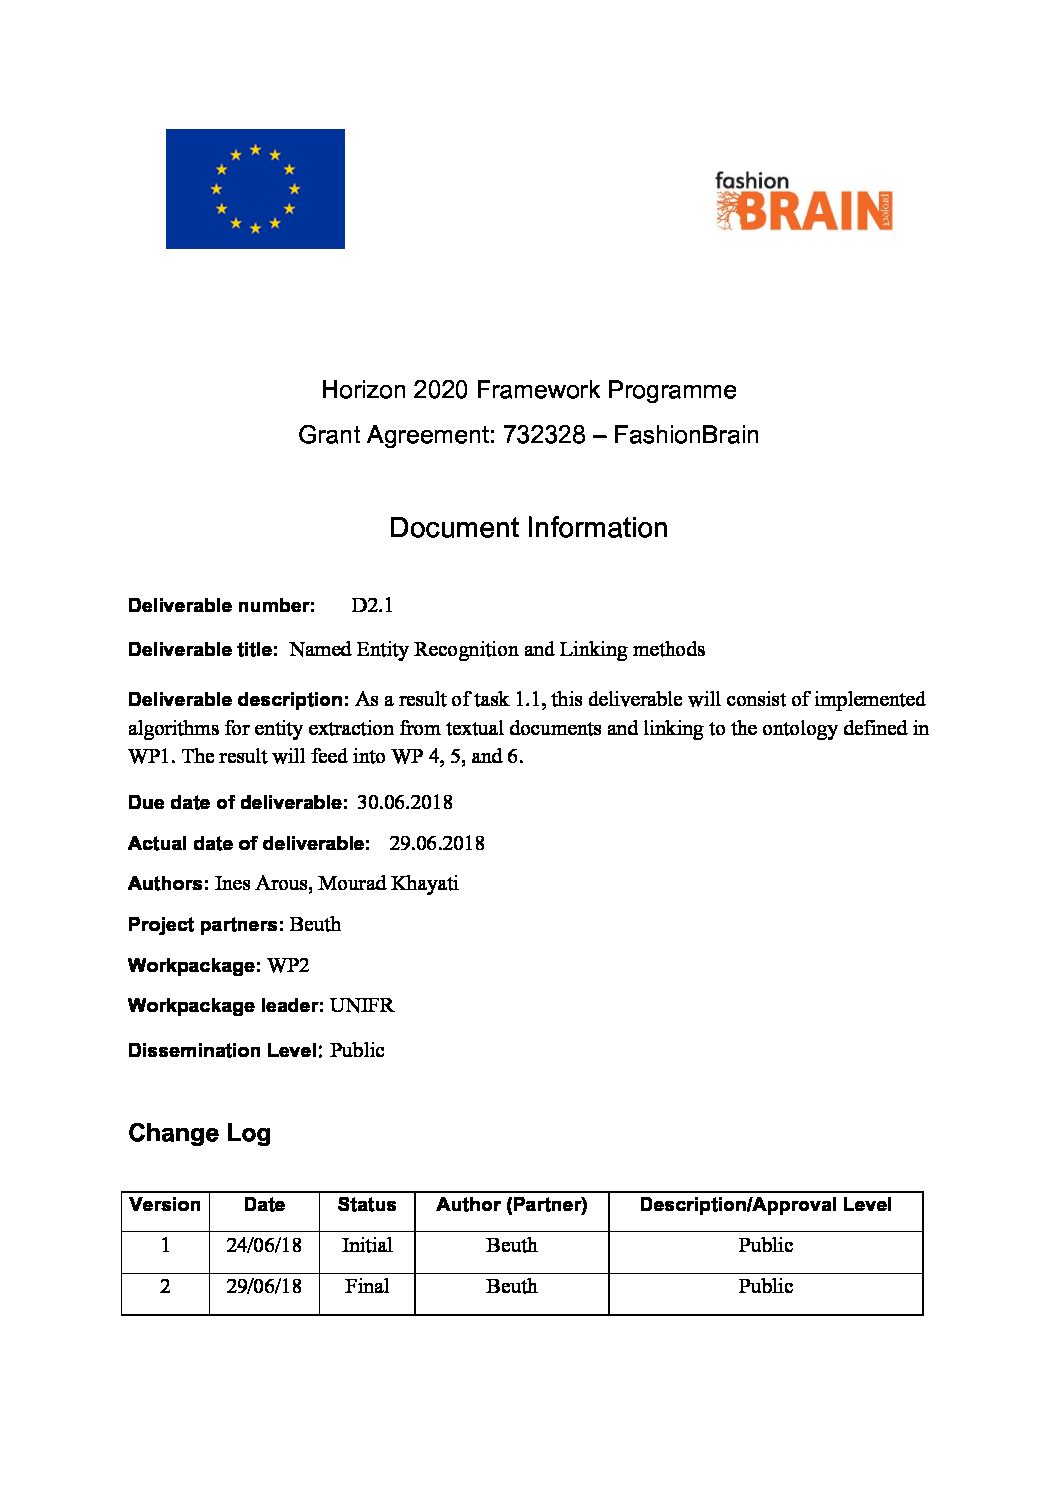 fashion
BRAIN
project
Horizon 2020 Framework Programme
Grant Agreement: 732328 – FashionBrain
Document Information
Deliverable number: D2.1
Deliverable title: Named Entity Recognition and Linking methods
Deliverable description: As a result of task 1.1, this deliverable will consist of implemented
algorithms for entity extraction from textual documents and linking to the ontology defined in
WP1. The result will feed into WP 4, 5, and 6.
Due date of deliverable: 30.06.2018
Actual date of deliverable: 29.06.2018
Authors: Ines Arous, Mourad Khayati
Project partners: Beuth
Workpackage: WP2
Workpackage leader: UNIFR
Dissemination Level: Public
Change Log
Version Date Status Author (Partner) Description/Approval Level
1 24/06/18 Initial Beuth Public
2 29/06/18 Final Beuth Public